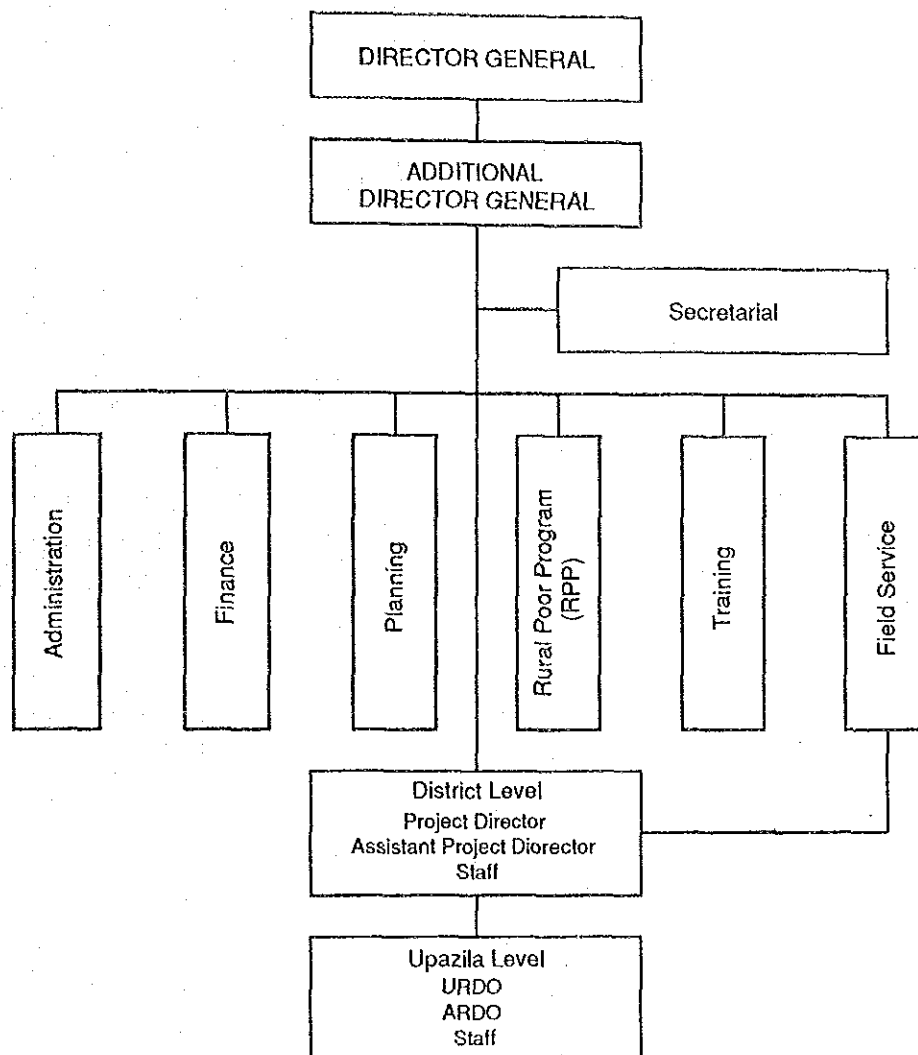 DIRECTOR GENERAL
ADDITIONAL
DIRECTOR GENERAL
Secretarial
Administration
Finance
Planning
Rural Poor Program
(RPP)
Training
Field Service
District Level
Project Director
Assistant Project Diorector
Staff
Upazila Level
URDO
ARDO
Staff